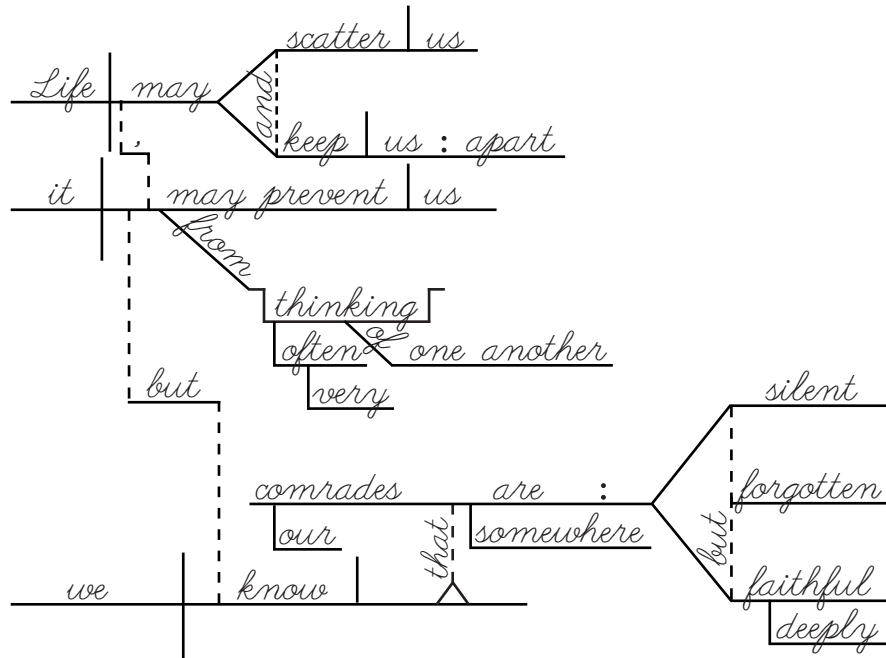 scatter us
Life may and
keep us : apart
,
it may prevent us
from
thinking
of
often one another
very
but
silent
comrades are :
forgotten
our that somewhere but
we know
faithful
deeply